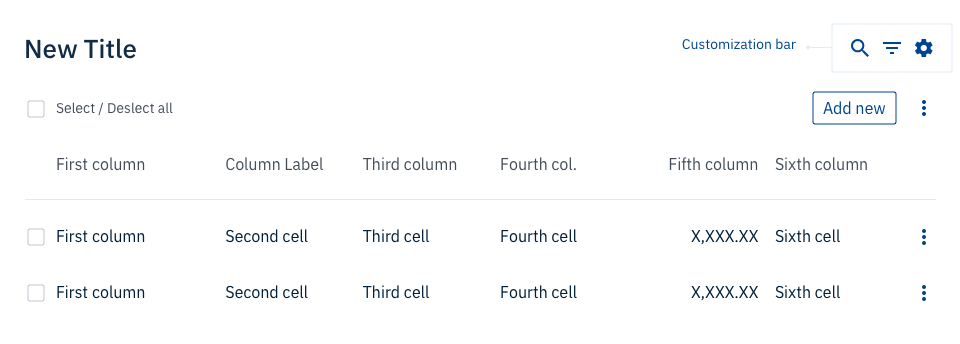 New Title
Customization bar
Select / Deslect all
Add new
First column Column Label Third column Fourth col. Fifth column Sixth column
First column Second cell Third cell Fourth cell X,XXX.XX Sixth cell
First column Second cell Third cell Fourth cell X,XXX.XX Sixth cell